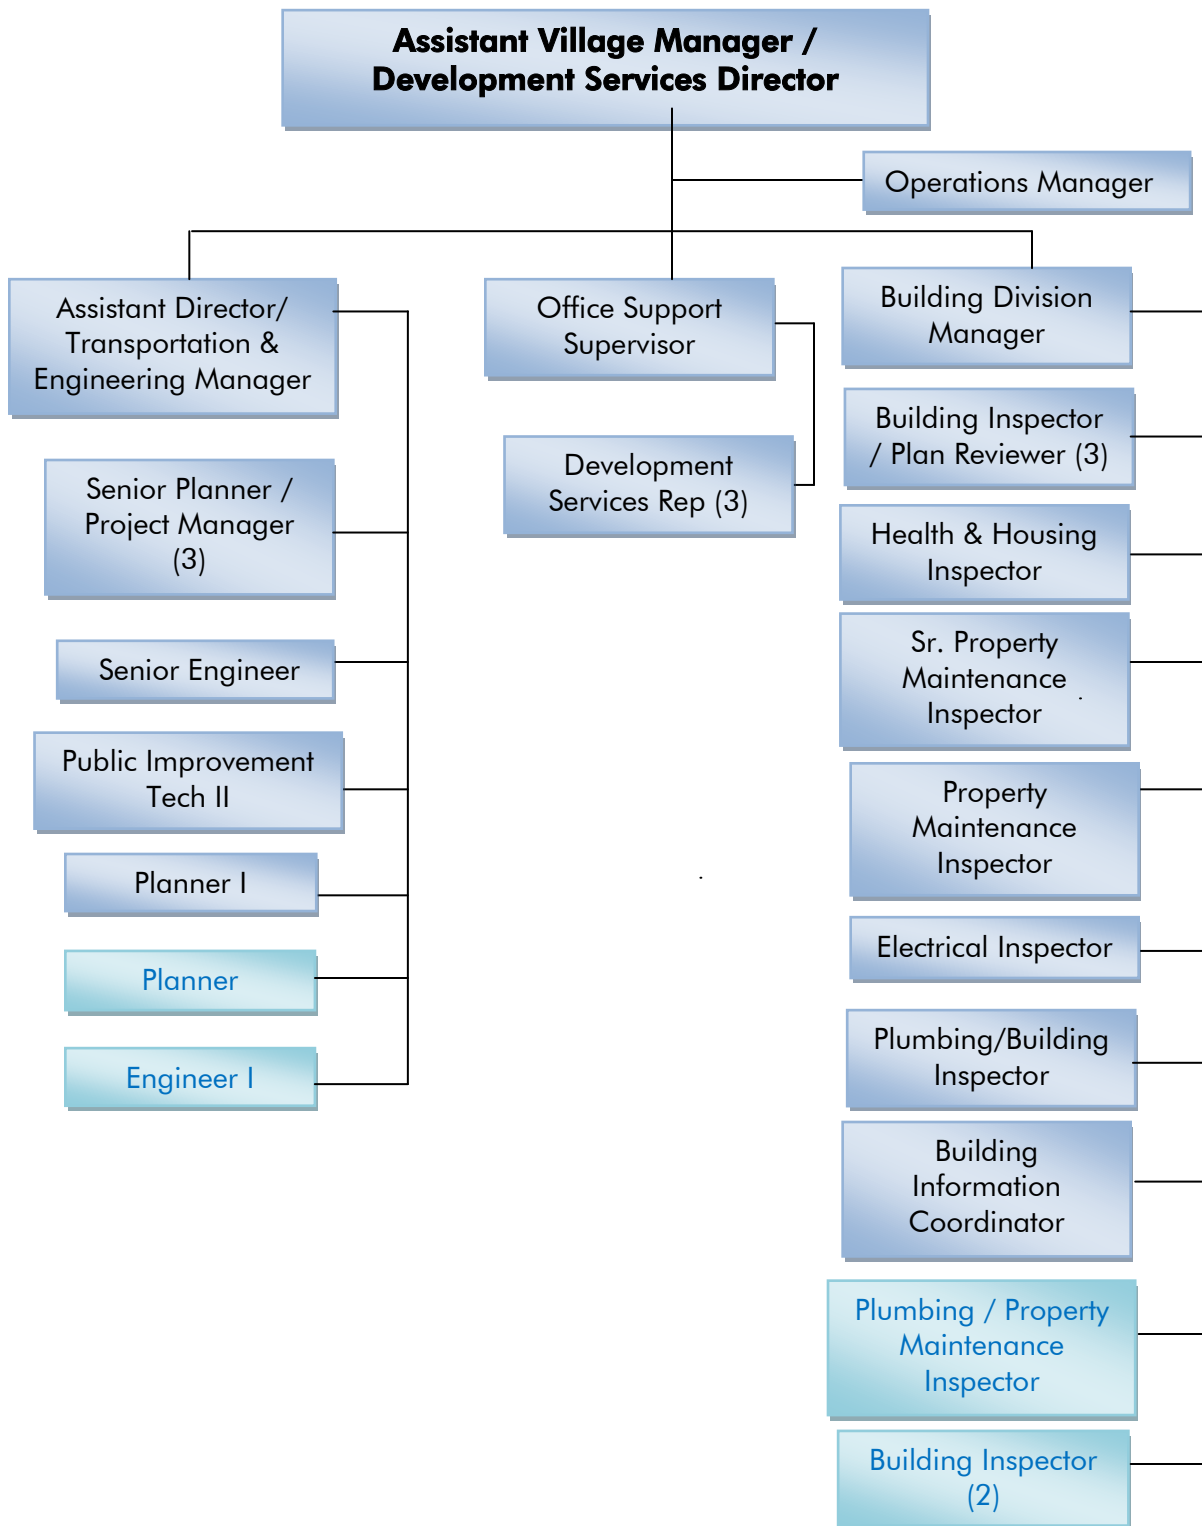 Assistant Village Manager /
Development Services Director
Operations Manager
Assistant Director/
Transportation &
Engineering Manager
Senior Planner /
Project Manager
(3)
Senior Engineer
Public Improvement
Tech II
Planner I
Planner
Engineer I
Office Support
Supervisor
Development
Services Rep (3)
Building Division
Manager
Building Inspector
/ Plan Reviewer (3)
Health & Housing
Inspector
Sr. Property
Maintenance
Inspector
Property
Maintenance
Inspector
Electrical Inspector
Plumbing/Building
Inspector
Building
Information
Coordinator
Plumbing / Property
Maintenance
Inspector
Building Inspector
(2)